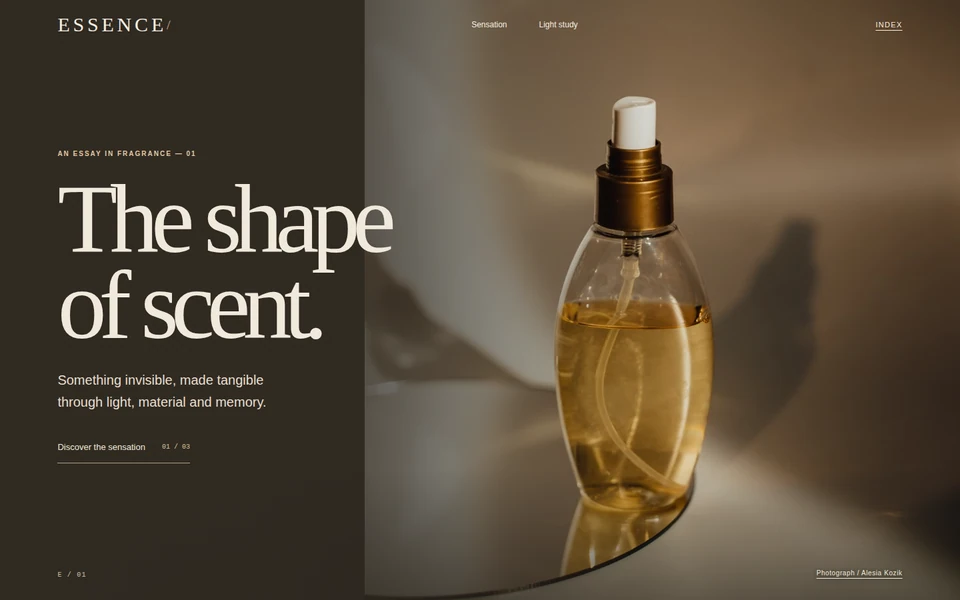 ESSENCE/
Sensation
Light study
INDEX
AN ESSAY IN FRAGRANCE — 01
The shape
of scent.
Something invisible, made tangible
through light, material and memory.
Discover the sensation 01 / 03
E / 01
Photograph / Alesia Kozik